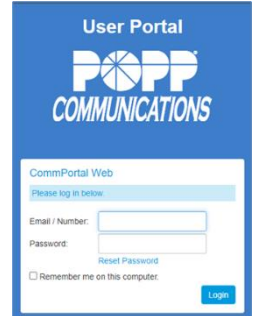 User Portal
POPP
COMMUNICATIONS
CommPortal Web
Please log in below.
Email / Number:
Password:
Reset Password
Remember me on this computer.
Login